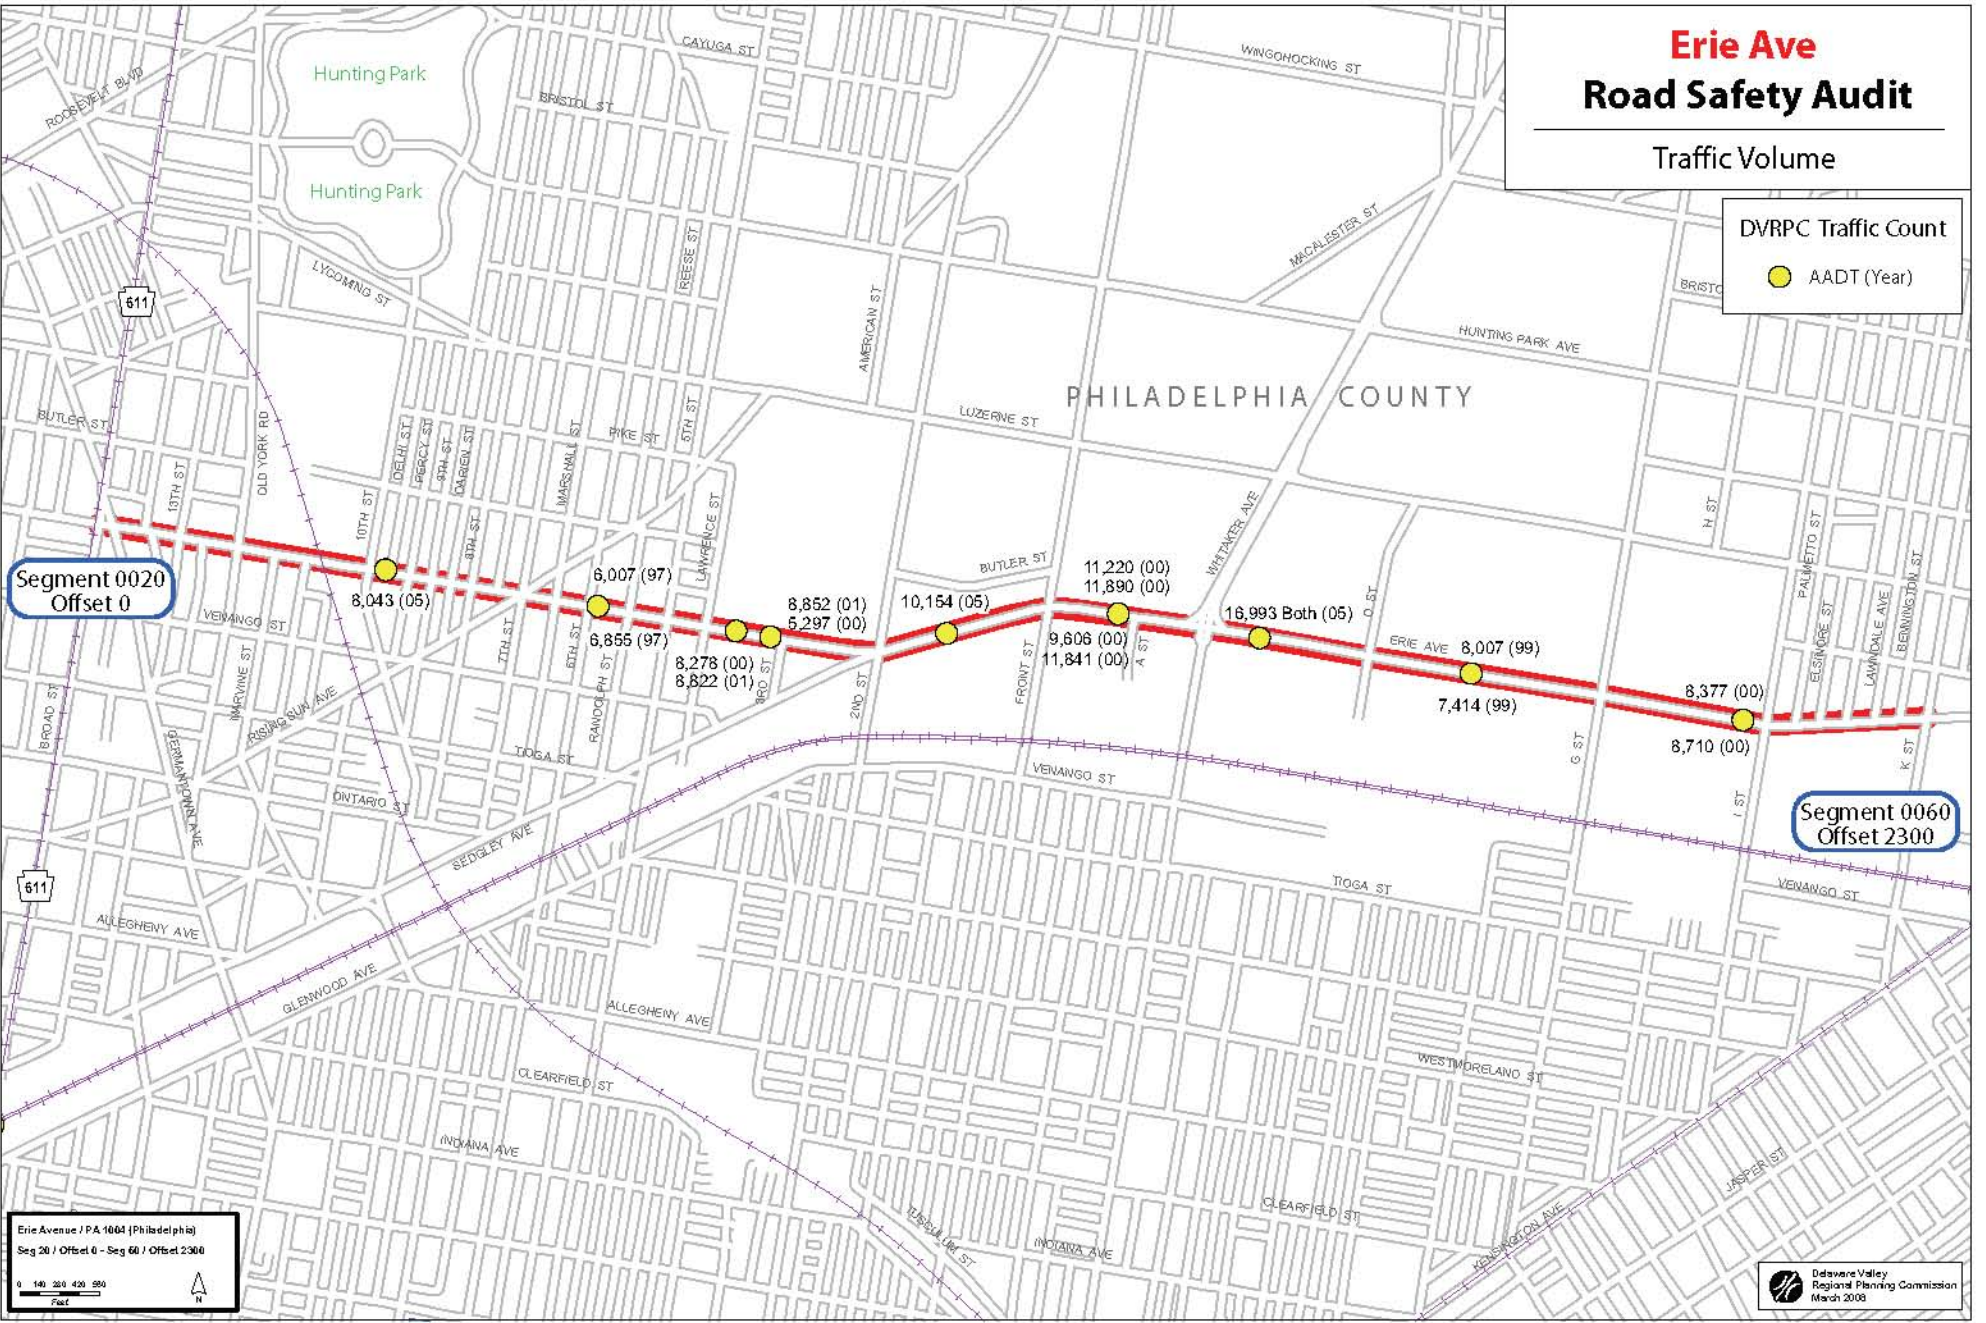 Erie Ave
Road Safety Audit
Traffic Volume
DVRPC Traffic Count
AADT (Year)
Hunting Park
Hunting Park
ROOSEVELT BLVD
CAYUGA ST
WINGOHOCKING ST
BRISTOL ST
REESE ST
MACALESTER ST
LYCOMING ST
AMERICAN ST
BRISTO
HUNTING PARK AVE
611
PHILADELPHIA COUNTY
BUTLER ST
OLD YORK RD
13TH ST
10TH ST
DELHI ST
PERCY ST
9TH ST
DARIEN ST
8TH ST
MARSHALL ST
PIKE ST
5TH ST
LAWRENCE ST
LUZERNE ST
BUTLER ST
WHITAKER AVE
H ST
PALMETTO ST
ELSINORE ST
LAWNDALE AVE
BENNINGTON ST
Segment 0020
Offset 0
8,043 (05)
6,007 (97)
6,855 (97)
8,852 (01)
5,297 (00)
8,278 (00)
8,822 (01)
10,154 (05)
11,220 (00)
11,890 (00)
9,606 (00)
11,841 (00)
16,993 Both (05)
ERIE AVE
8,007 (99)
7,414 (99)
8,377 (00)
8,710 (00)
VENANGO ST
MARVINE ST
7TH ST
6TH ST
RANDOLPH ST
3RD ST
2ND ST
FRONT ST
A ST
D ST
G ST
I ST
K ST
BROAD ST
GERMANTOWN AVE
RISING SUN AVE
TIOGA ST
ONTARIO ST
SEDGLEY AVE
VENANGO ST
Segment 0060
Offset 2300
611
TIOGA ST
VENANGO ST
ALLEGHENY AVE
GLENWOOD AVE
ALLEGHENY AVE
WESTMORELAND ST
CLEARFIELD ST
INDIANA AVE
JASPER ST
TUSCULUM ST
CLEARFIELD ST
INDIANA AVE
KENSINGTON AVE
Erie Avenue / PA 1004 (Philadelphia)
Seg 20 / Offset 0 - Seg 60 / Offset 2300
0 140 280 420 560
Feet
N
Delaware Valley
Regional Planning Commission
March 2008